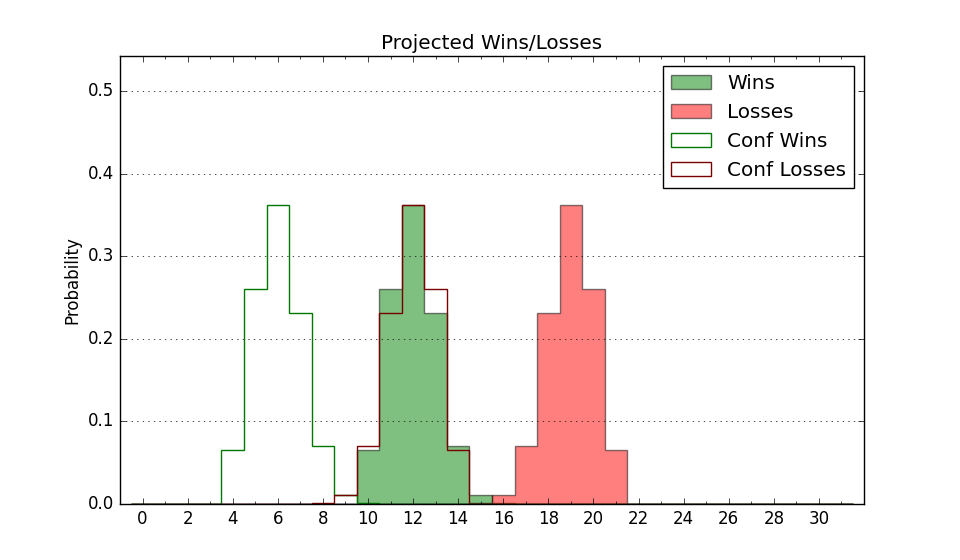 Projected Wins/Losses
Probability
0.5
0.4
0.3
0.2
0.1
0.0
0 2 4 6 8 10 12 14 16 18 20 22 24 26 28 30
Wins
Losses
Conf Wins
Conf Losses